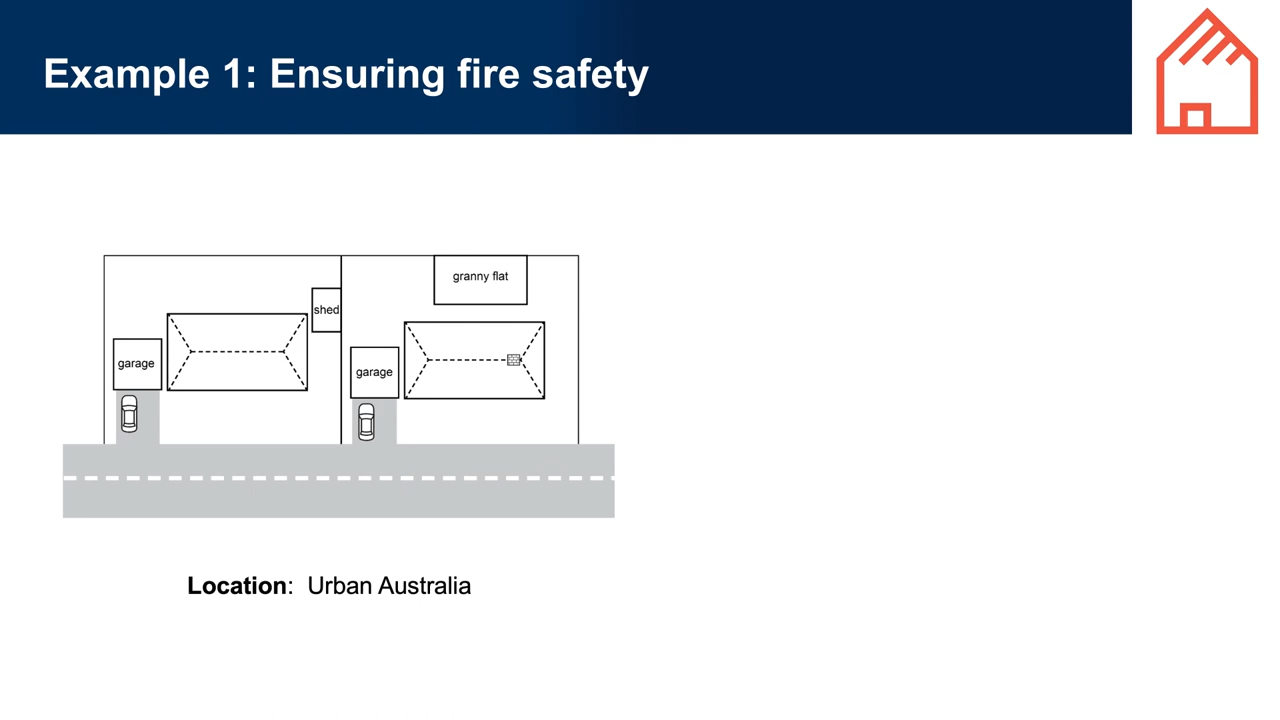 Example 1: Ensuring fire safety
granny flat
shed
garage
garage
Location: Urban Australia